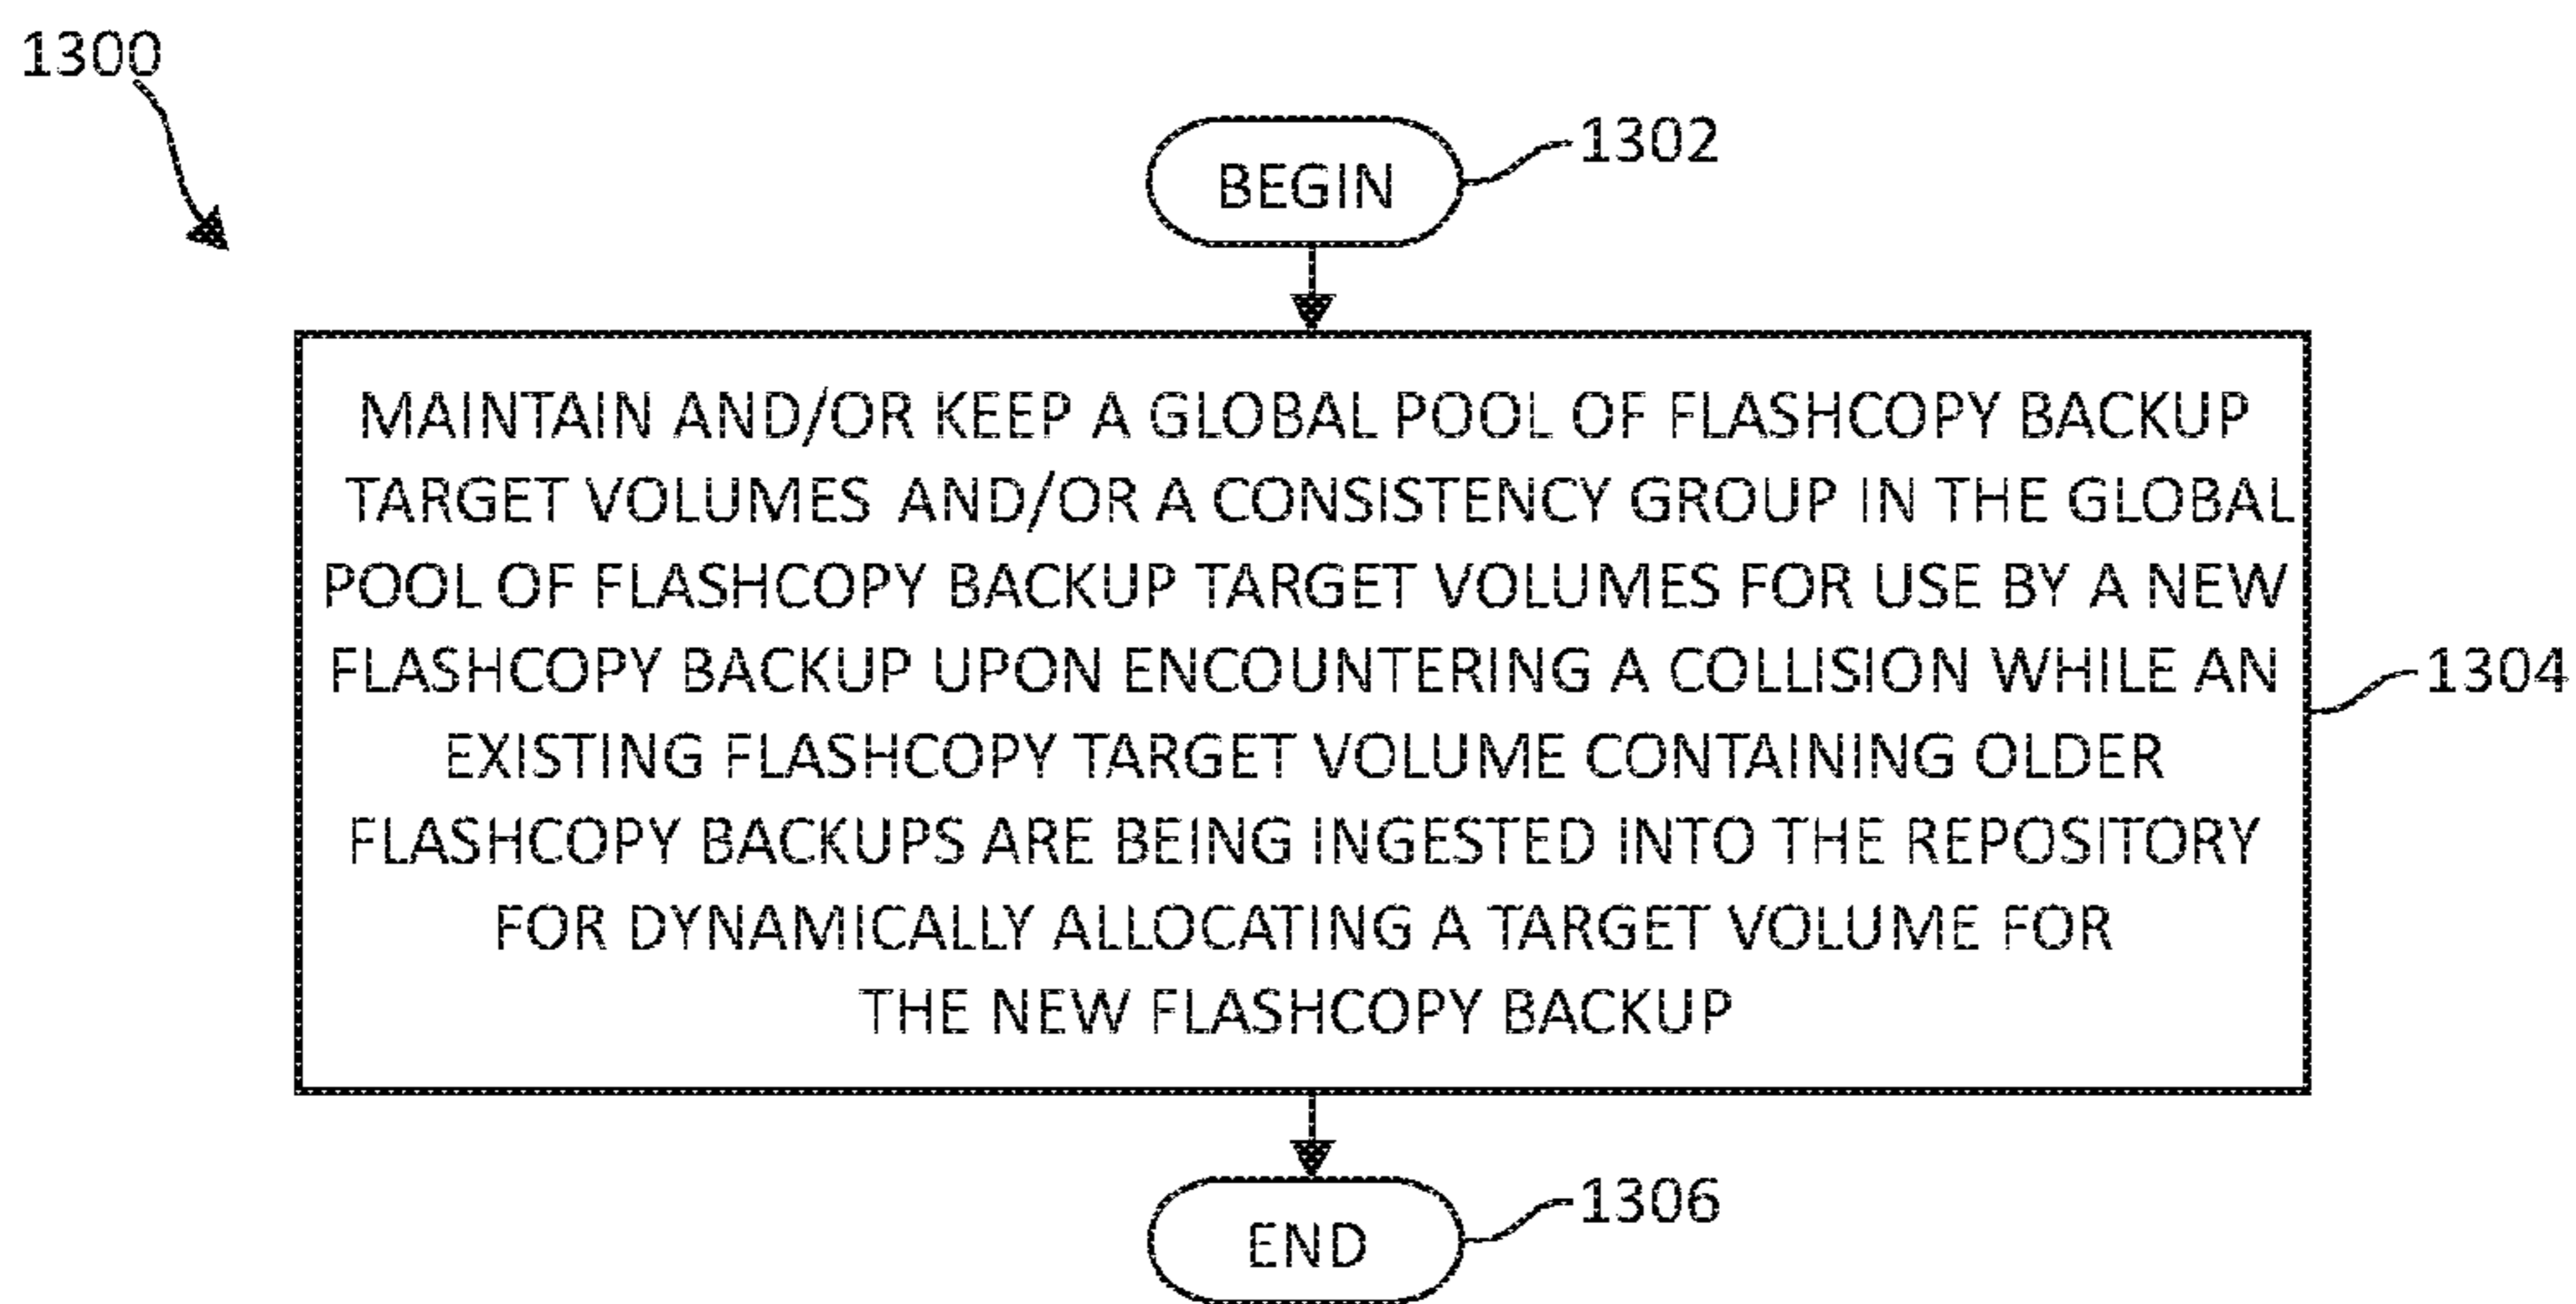 1300
BEGIN
1302
MAINTAIN AND/OR KEEP A GLOBAL POOL OF FLASHCOPY BACKUP
TARGET VOLUMES AND/OR A CONSISTENCY GROUP IN THE GLOBAL
POOL OF FLASHCOPY BACKUP TARGET VOLUMES FOR USE BY A NEW
FLASHCOPY BACKUP UPON ENCOUNTERING A COLLISION WHILE AN
EXISTING FLASHCOPY TARGET VOLUME CONTAINING OLDER
FLASHCOPY BACKUPS ARE BEING INGESTED INTO THE REPOSITORY
FOR DYNAMICALLY ALLOCATING A TARGET VOLUME FOR
THE NEW FLASHCOPY BACKUP
1304
END
1306